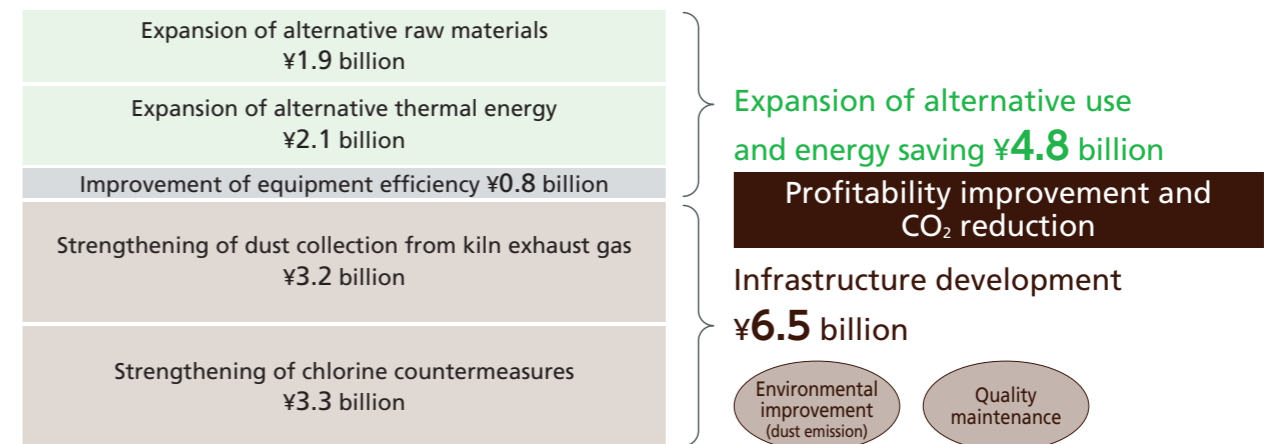 Expansion of alternative raw materials
¥1.9 billion
Expansion of alternative thermal energy
¥2.1 billion
Improvement of equipment efficiency ¥0.8 billion
Strengthening of dust collection from kiln exhaust gas
¥3.2 billion
Strengthening of chlorine countermeasures
¥3.3 billion
Expansion of alternative use
and energy saving ¥4.8 billion
Profitability improvement and
CO₂ reduction
Infrastructure development
¥6.5 billion
Environmental
improvement
(dust emission)
Quality
maintenance